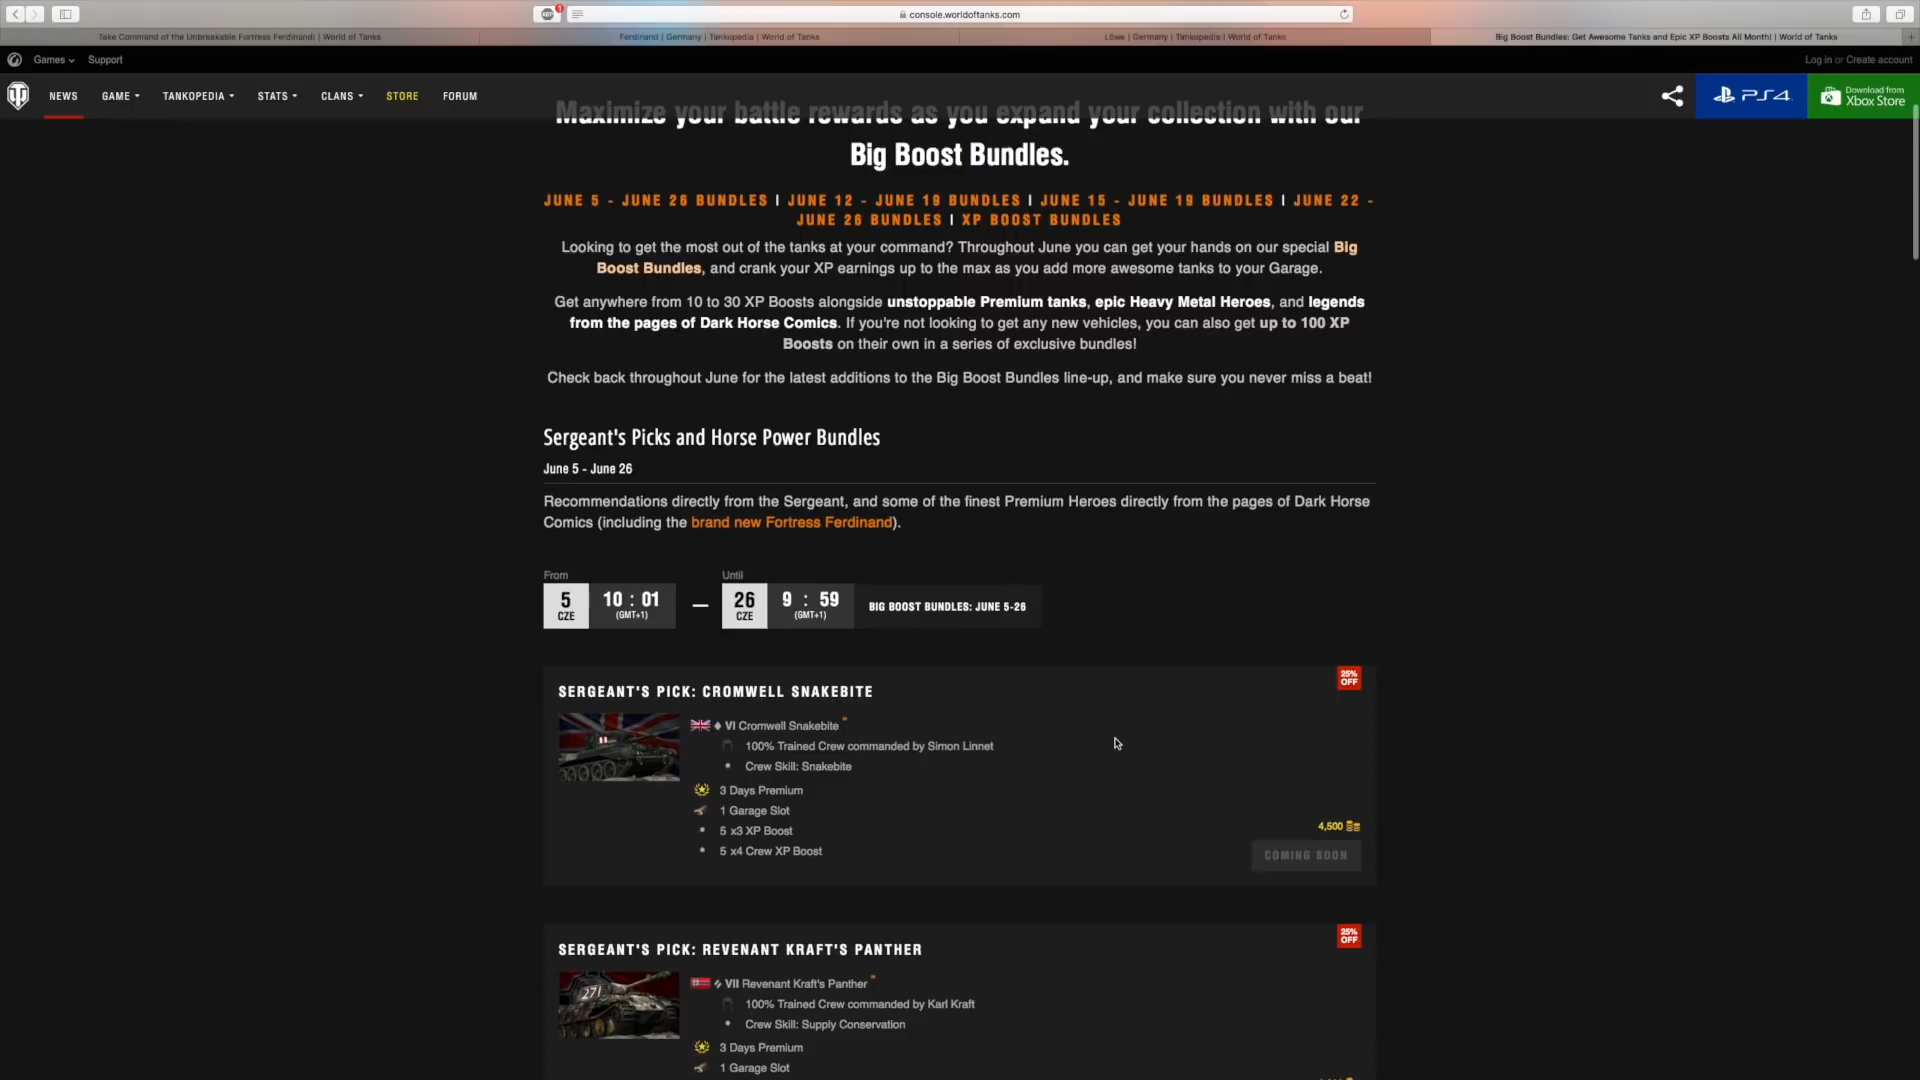 console.worldoftanks.com
Take Command of the Unbreakable Fortress Ferdinand! | World of Tanks
Ferdinand | Germany | Tankopedia | World of Tanks
Löwe | Germany | Tankopedia | World of Tanks
Big Boost Bundles: Get Awesome Tanks and Epic XP Boosts All Month! | World of Tanks
Games Support
Log in or Create account
NEWS GAME TANKOPEDIA STATS CLANS STORE FORUM
PS4
Download from
Xbox Store
Maximize your battle rewards as you expand your collection with our
Big Boost Bundles.
JUNE 5 - JUNE 26 BUNDLES | JUNE 12 - JUNE 19 BUNDLES | JUNE 15 - JUNE 19 BUNDLES | JUNE 22 -
JUNE 26 BUNDLES | XP BOOST BUNDLES
Looking to get the most out of the tanks at your command? Throughout June you can get your hands on our special Big
Boost Bundles, and crank your XP earnings up to the max as you add more awesome tanks to your Garage.
Get anywhere from 10 to 30 XP Boosts alongside unstoppable Premium tanks, epic Heavy Metal Heroes, and legends
from the pages of Dark Horse Comics. If you're not looking to get any new vehicles, you can also get up to 100 XP
Boosts on their own in a series of exclusive bundles!
Check back throughout June for the latest additions to the Big Boost Bundles line-up, and make sure you never miss a beat!
Sergeant's Picks and Horse Power Bundles
June 5 - June 26
Recommendations directly from the Sergeant, and some of the finest Premium Heroes directly from the pages of Dark Horse
Comics (including the brand new Fortress Ferdinand).
From
Until
5 CZE 10 : 01 (GMT+1) — 26 CZE 9 : 59 (GMT+1) BIG BOOST BUNDLES: JUNE 5-26
25% OFF
SERGEANT'S PICK: CROMWELL SNAKEBITE
VI Cromwell Snakebite
100% Trained Crew commanded by Simon Linnet
Crew Skill: Snakebite
3 Days Premium
1 Garage Slot
5 x3 XP Boost
5 x4 Crew XP Boost
4,500
COMING SOON
25% OFF
SERGEANT'S PICK: REVENANT KRAFT'S PANTHER
271
VII Revenant Kraft's Panther
100% Trained Crew commanded by Karl Kraft
Crew Skill: Supply Conservation
3 Days Premium
1 Garage Slot